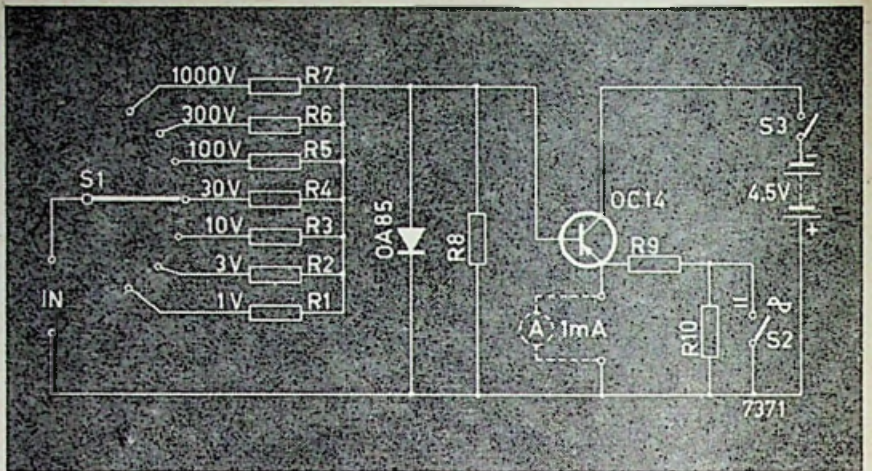 1000V R7
300V R6
S3
100V R5
S1 30V R4
4,5V
OC14
+
10V R3
OA85
R8
R9
3V R2
IN
1V R1
A 1mA
R10
S2
7371